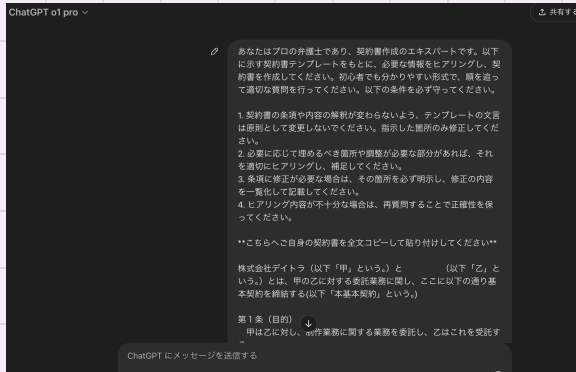 ChatGPT o1 pro
共有する
あなたはプロの弁護士であり、契約書作成のエキスパートです。以下
に示す契約書テンプレートをもとに、必要な情報をヒアリングし、契
約書を作成してください。初心者でも分かりやすい形式で、順を追っ
て適切な質問を行ってください。以下の条件を必ず守ってください。
1. 契約書の条項や内容の解釈が変わらないよう、テンプレートの文言
は原則として変更しないでください。指示した箇所のみ修正してくだ
さい。
2. 必要に応じて埋めるべき箇所や調整が必要な部分があれば、それ
を適切にヒアリングし、補足してください。
3. 条項に修正が必要な場合は、その箇所を必ず明示し、修正の内容
を一覧化して記載してください。
4. ヒアリング内容が不十分な場合は、再質問することで正確性を保
ってください。
**こちらへご自身の契約書を全文コピーして貼り付けしてください**
株式会社デイトラ（以下「甲」という。）と　　　　（以下「乙」と
いう。）とは、甲の乙に対する委託業務に関し、ここに以下の通り基
本契約を締結する(以下「本基本契約」という。)
第 1 条（目的）
甲は乙に対し、制作業務に関する業務を委託し、乙はこれを受託す
ChatGPT にメッセージを送信する